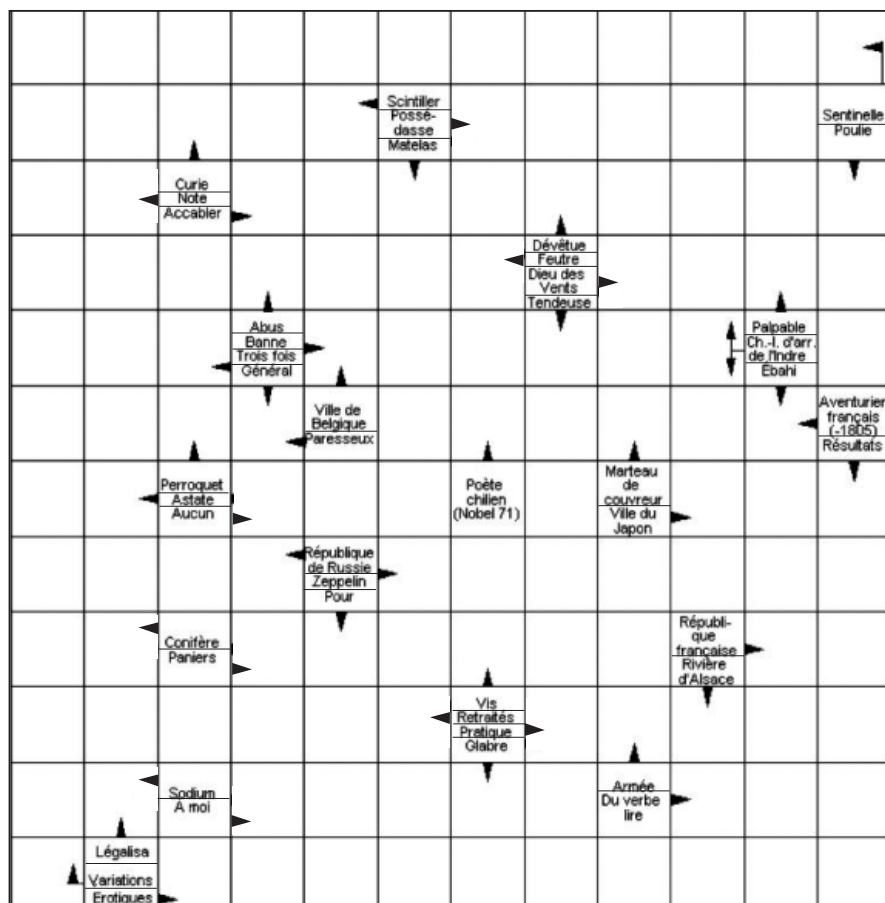 Scintiller
Possé-
dasse
Matelas
Sentinelle
Poulie
Curie
Note
Accabler
Dévêtue
Feutre
Dieu des
Vents
Tendeuse
Abus
Banne
Trois fois
Général
Palpable
Ch.-l. d'arr.
de l'Indre
Ébahi
Ville de
Belgique
Paresseux
Aventurier
français
(-1805)
Résultats
Perroquet
Astate
Aucun
Poète
chilien
(Nobel 71)
Marteau
de
couvreur
Ville du
Japon
République
de Russie
Zeppelin
Pour
Conifère
Paniers
Républi-
que
française
Rivière
d'Alsace
Vis
Retraités
Pratique
Glabre
Sodium
A moi
Armée
Du verbe
lire
Légalisa
Variations
Erotiques